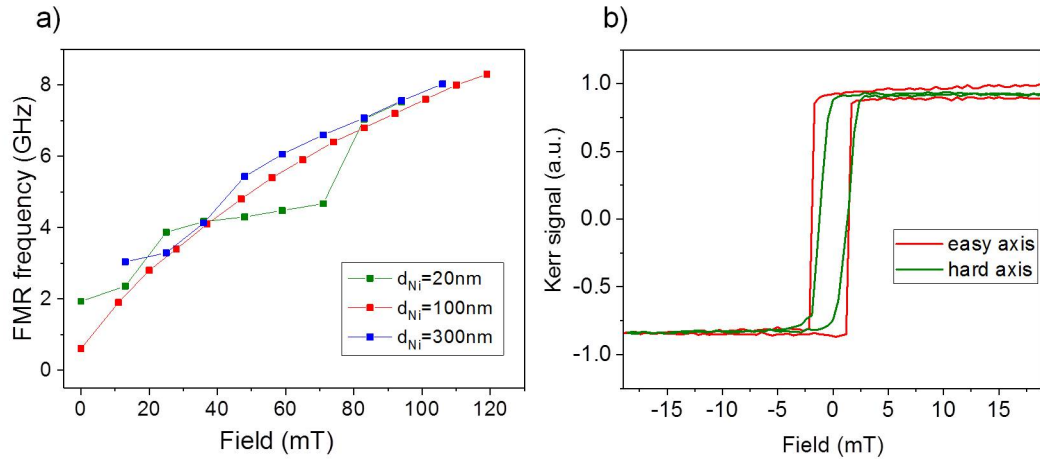 a)
FMR frequency (GHz)
8
6
4
2
0
0 20 40 60 80 100 120
Field (mT)
d_Ni=20nm
d_Ni=100nm
d_Ni=300nm
b)
Kerr signal (a.u.)
1.0
0.5
0.0
-0.5
-1.0
-15 -10 -5 0 5 10 15
Field (mT)
easy axis
hard axis